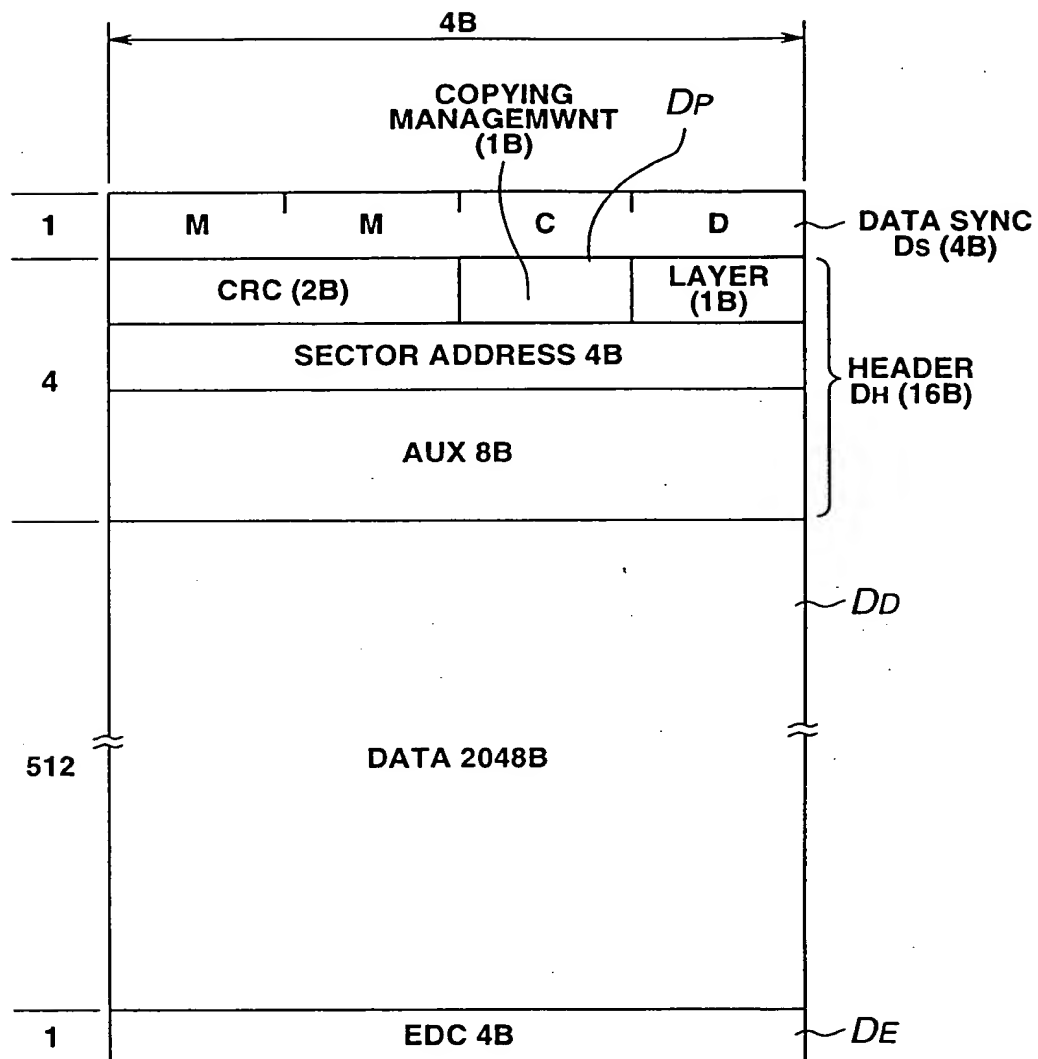 4B
COPYING
MANAGEMWNT
(1B)
DP
1
M M C D
DATA SYNC
DS (4B)
CRC (2B)
LAYER
(1B)
4
SECTOR ADDRESS 4B
HEADER
DH (16B)
AUX 8B
DD
512
DATA 2048B
1
EDC 4B
DE